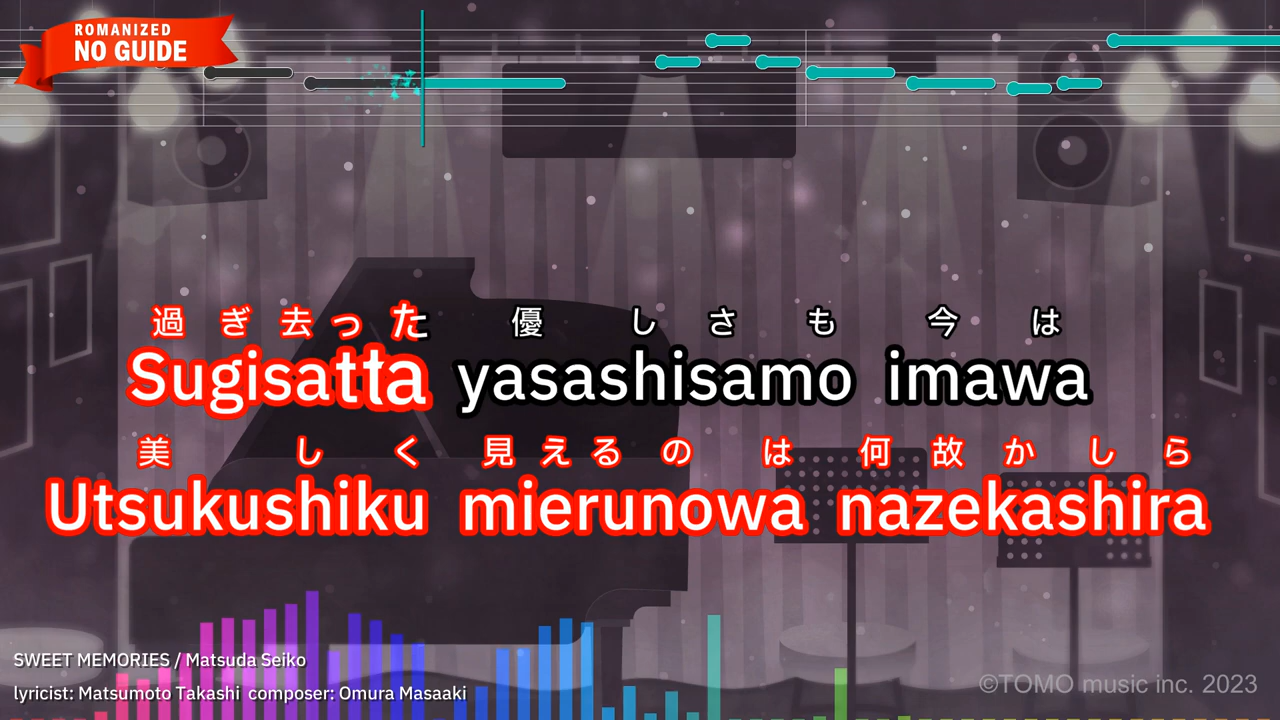 ROMANIZED
NO GUIDE
過ぎ去った 優しさも 今は
Sugisatta yasashisamo imawa
美しく 見えるのは 何故かしら
Utsukushiku mierunowa nazekashira
SWEET MEMORIES / Matsuda Seiko
lyricist: Matsumoto Takashi composer: Omura Masaaki
©TOMO music inc. 2023